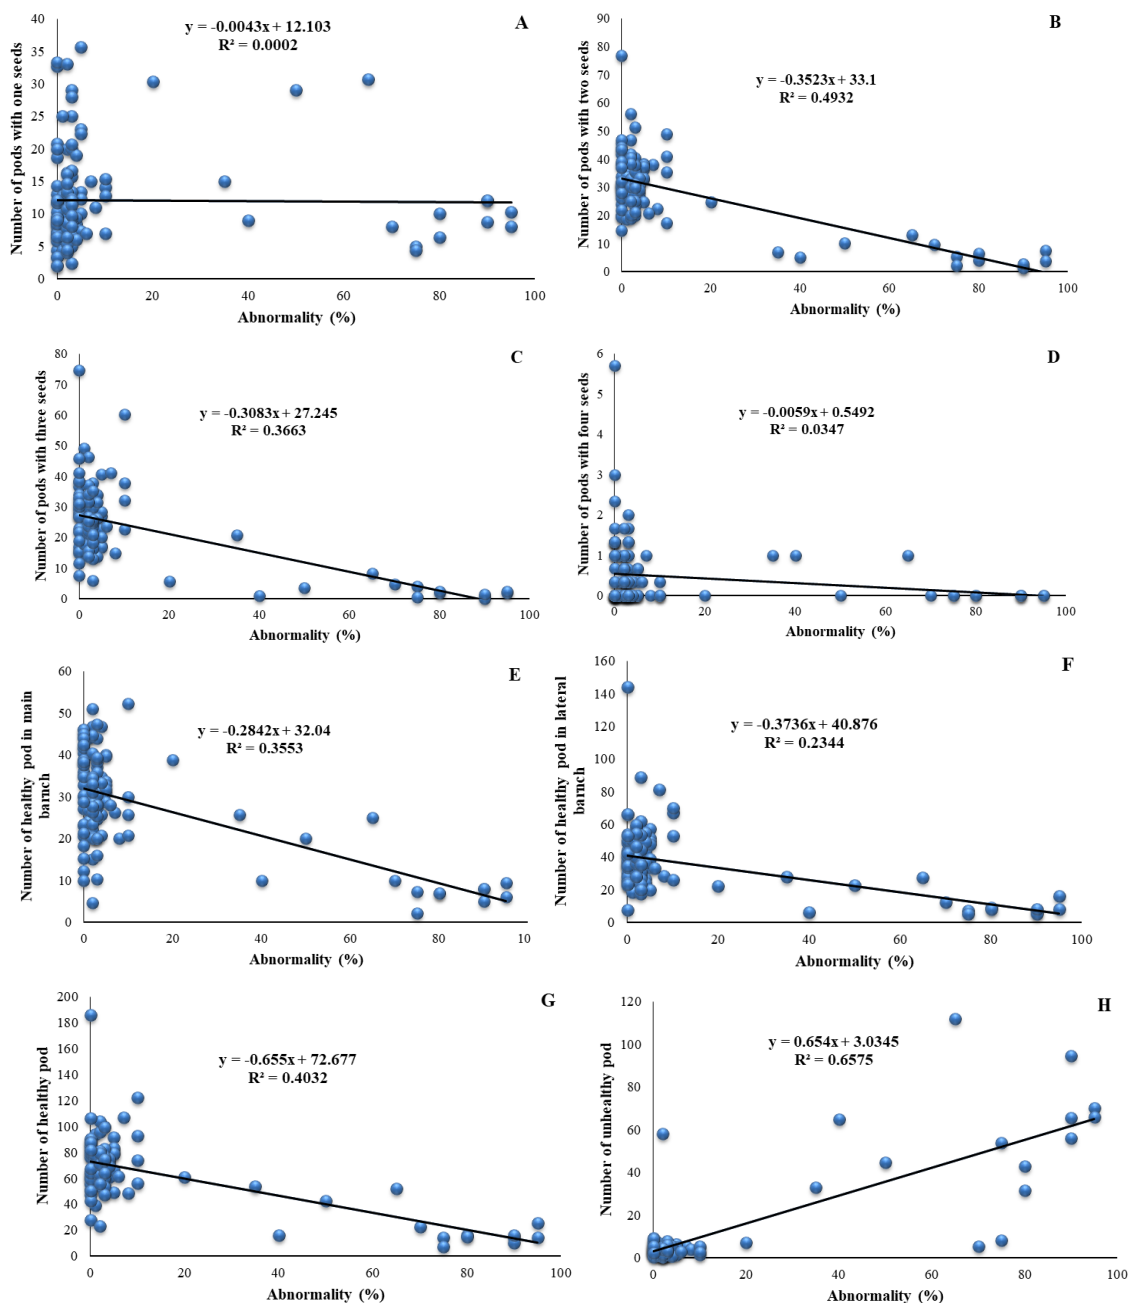 A
y = -0.0043x + 12.103
R² = 0.0002
Number of pods with one seeds
40
35
30
25
20
15
10
5
0
0 20 40 60 80 100
Abnormality (%)
B
y = -0.3523x + 33.1
R² = 0.4932
Number of pods with two seeds
90
80
70
60
50
40
30
20
10
0
0 20 40 60 80 100
Abnormality (%)
C
y = -0.3083x + 27.245
R² = 0.3663
Number of pods with three seeds
80
70
60
50
40
30
20
10
0
0 20 40 60 80 100
Abnormality (%)
D
y = -0.0059x + 0.5492
R² = 0.0347
Number of pods with four seeds
6
5
4
3
2
1
0
0 20 40 60 80 100
Abnormality (%)
E
y = -0.2842x + 32.04
R² = 0.3553
Number of healthy pod in main
barnch
60
50
40
30
20
10
0
0 20 40 60 80 100
Abnormality (%)
F
y = -0.3736x + 40.876
R² = 0.2344
Number of healthy pod in lateral
barnch
160
140
120
100
80
60
40
20
0
0 20 40 60 80 100
Abnormality (%)
G
y = -0.655x + 72.677
R² = 0.4032
Number of healthy pod
200
180
160
140
120
100
80
60
40
20
0
0 20 40 60 80 100
Abnormality (%)
H
y = 0.654x + 3.0345
R² = 0.6575
Number of unhealthy pod
120
100
80
60
40
20
0
0 20 40 60 80 100
Abnormality (%)